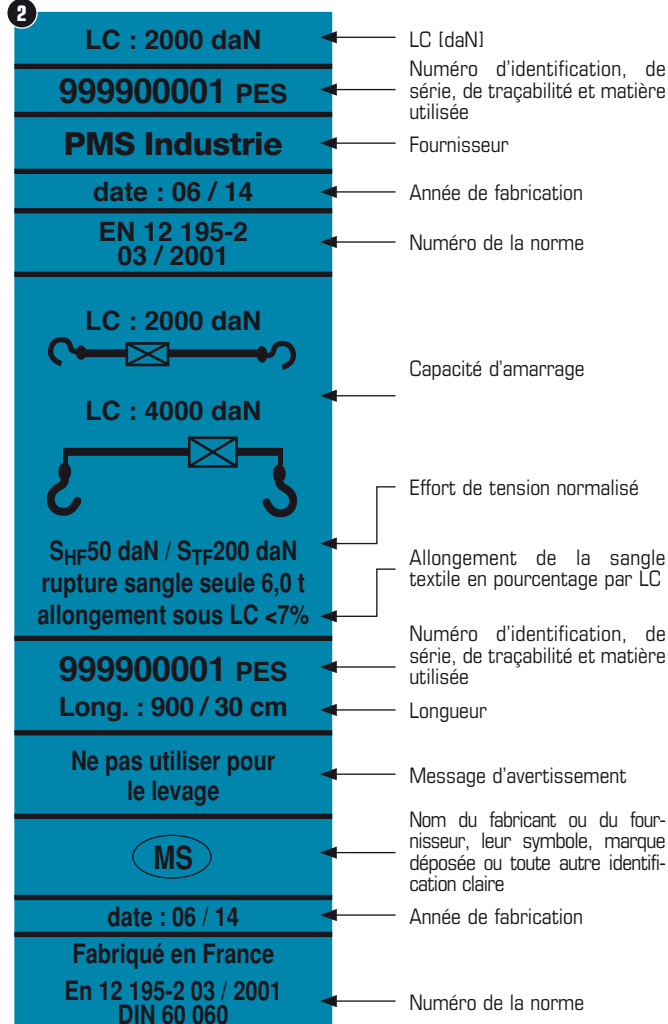 2
LC : 2000 daN
LC [daN]
999900001 PES
Numéro d'identification, de
série, de traçabilité et matière
utilisée
PMS Industrie
Fournisseur
date : 06 / 14
Année de fabrication
EN 12 195-2
03 / 2001
Numéro de la norme
LC : 2000 daN
LC : 4000 daN
Capacité d'amarrage
SHF50 daN / STF200 daN
Effort de tension normalisé
rupture sangle seule 6,0 t
allongement sous LC <7%
Allongement de la sangle
textile en pourcentage par LC
999900001 PES
Numéro d'identification, de
série, de traçabilité et matière
utilisée
Long. : 900 / 30 cm
Longueur
Ne pas utiliser pour
le levage
Message d'avertissement
MS
Nom du fabricant ou du four-
nisseur, leur symbole, marque
déposée ou toute autre identifi-
cation claire
date : 06 / 14
Année de fabrication
Fabriqué en France
En 12 195-2 03 / 2001
DIN 60 060
Numéro de la norme